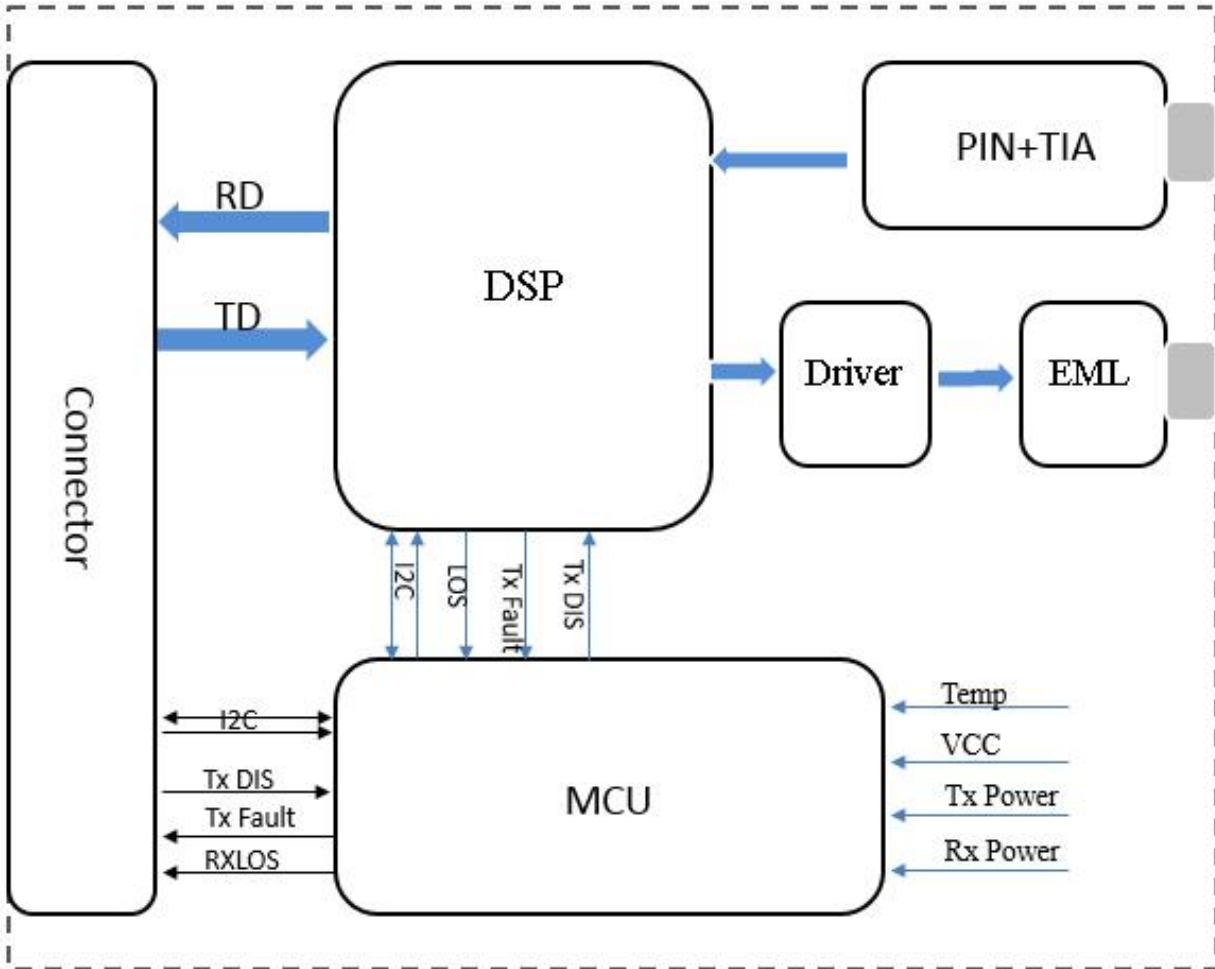 PIN+TIA
RD
DSP
TD
Driver
EML
Connector
I2C
LOS
Tx Fault
Tx DIS
I2C
Tx DIS
Tx Fault
RXLOS
MCU
Temp
VCC
Tx Power
Rx Power